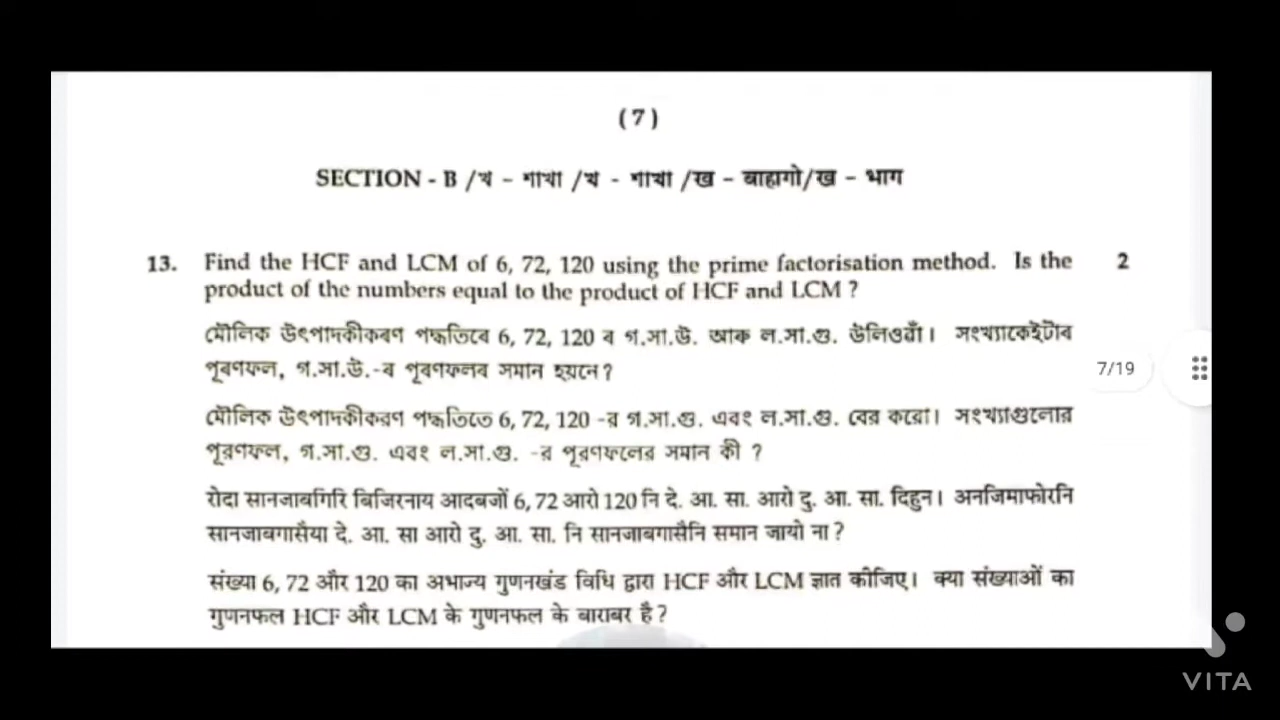 (7)
SECTION - B /খ - শাখা /খ - শাখা /ख - बाहागो/ख - भाग
13. Find the HCF and LCM of 6, 72, 120 using the prime factorisation method. Is the 2
product of the numbers equal to the product of HCF and LCM ?
মৌলিক উৎপাদকীকৰণ পদ্ধতিৰে 6, 72, 120 ৰ গ.সা.উ. আৰু ল.সা.গু. উলিওৱাঁ। সংখ্যাকেইটাৰ
পূৰণফল, গ.সা.উ.-ৰ পূৰণফলৰ সমান হয়নে?
7/19
মৌলিক উৎপাদকীকরণ পদ্ধতিতে 6, 72, 120 -র গ.সা.গু. এবং ল.সা.গু. বের করো। সংখ্যাগুলোর
পূরণফল, গ.সা.গু. এবং ল.সা.গু. -র পূরণফলের সমান কী ?
रोदा सानजाबगिरि बिजिरनाय आदबजों 6, 72 आरो 120 नि दे. आ. सा. आरो दु. आ. सा. दिहुन। अनजिमाफोरनि
सानजाबगासैया दे. आ. सा आरो दु. आ. सा. नि सानजाबगासैनि समान जायो ना?
संख्या 6, 72 और 120 का अभाज्य गुणनखंड विधि द्वारा HCF और LCM ज्ञात कीजिए। क्या संख्याओं का
गुणनफल HCF और LCM के गुणनफल के बाराबर है?
VITA